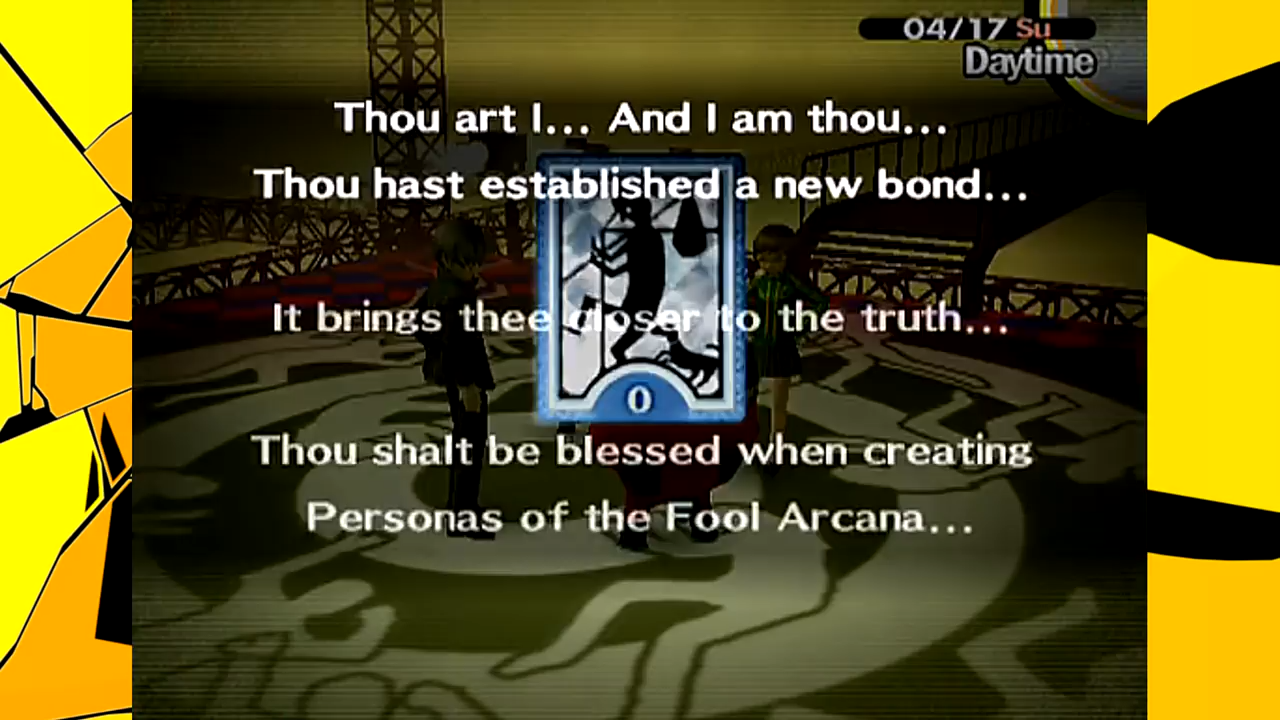 04/17 Su
Daytime
Thou art I... And I am thou...
Thou hast established a new bond...
It brings thee closer to the truth...
0
Thou shalt be blessed when creating
Personas of the Fool Arcana...